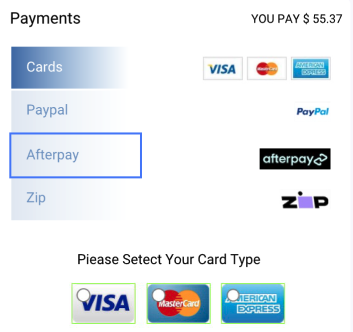 Payments YOU PAY $ 55.37
Cards VISA MasterCard AMERICAN EXPRESS
Paypal PayPal
Afterpay afterpay
Zip zip
Please Select Your Card Type
VISA MasterCard AMERICAN EXPRESS